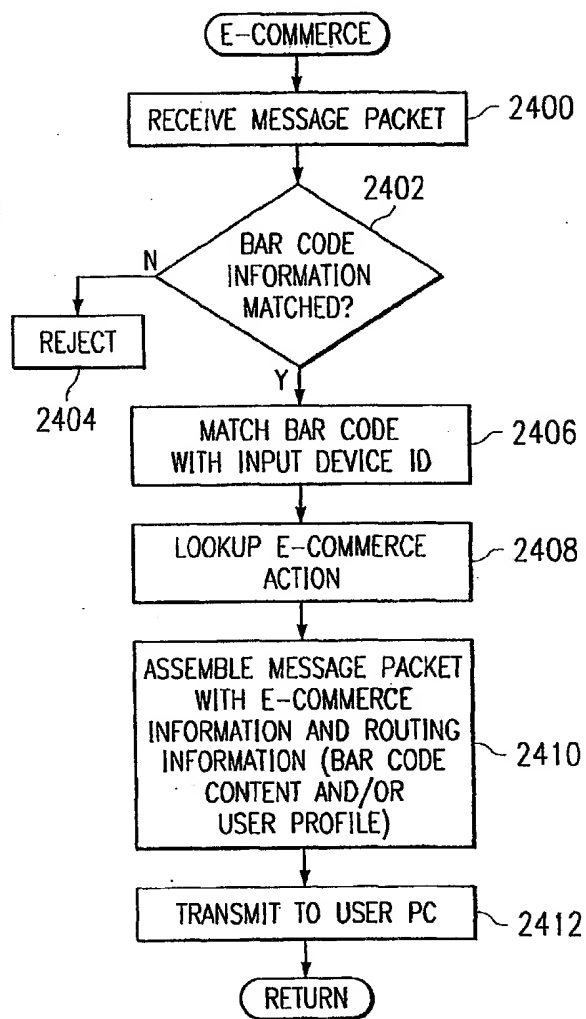 E-COMMERCE
RECEIVE MESSAGE PACKET
2400
2402
BAR CODE
INFORMATION
MATCHED?
N
REJECT
2404
Y
MATCH BAR CODE
WITH INPUT DEVICE ID
2406
LOOKUP E-COMMERCE
ACTION
2408
ASSEMBLE MESSAGE PACKET
WITH E-COMMERCE
INFORMATION AND ROUTING
INFORMATION (BAR CODE
CONTENT AND/OR
USER PROFILE)
2410
TRANSMIT TO USER PC
2412
RETURN